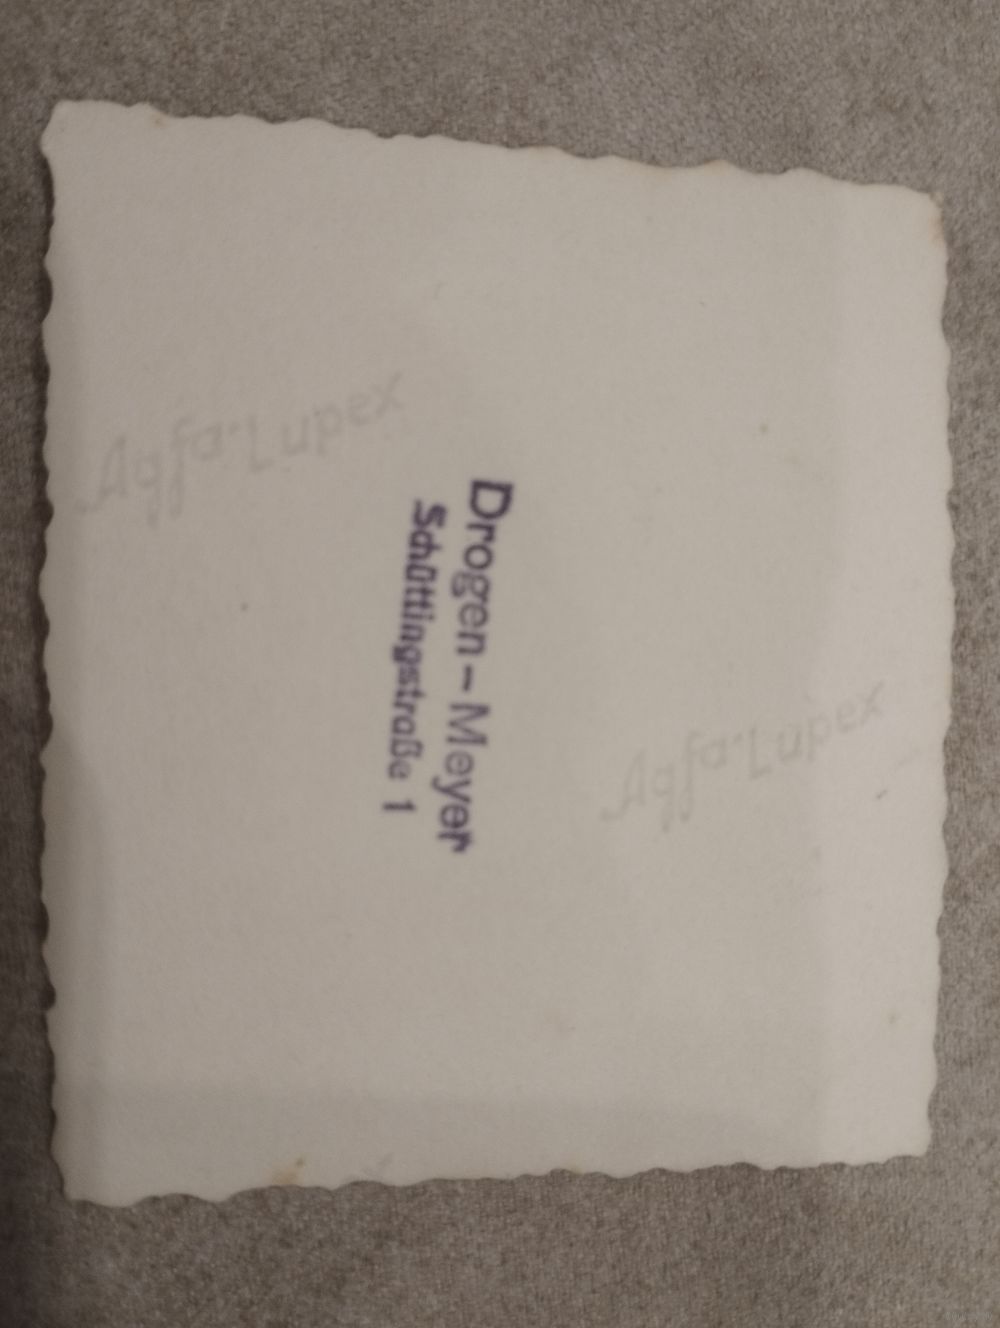 Agfa-Lupex
Drogen - Meyer
Schüttingstraße 1
Agfa-Lupex